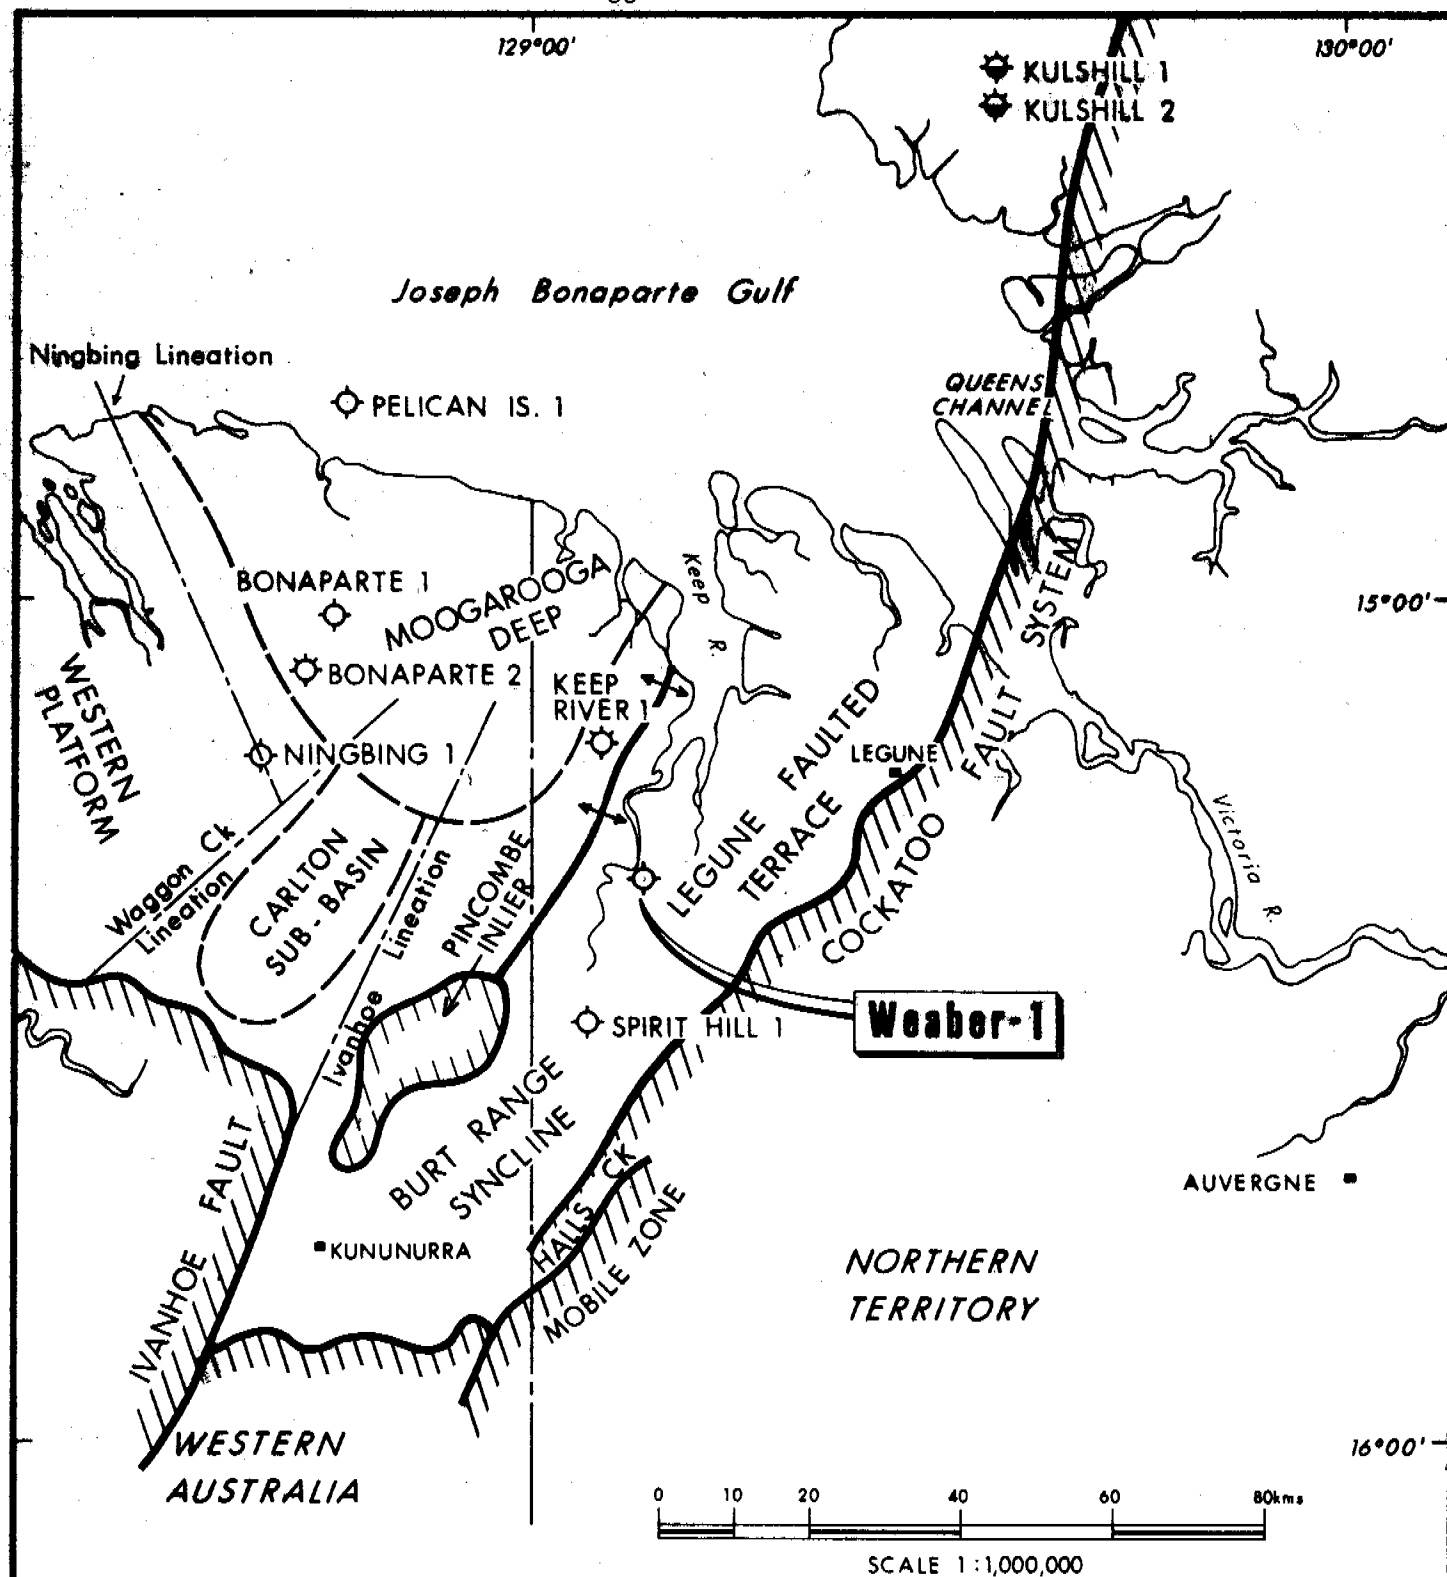 129°00'
130°00'
KULSHILL 1
KULSHILL 2
Joseph Bonaparte Gulf
Ningbing Lineation
PELICAN IS. 1
QUEENS
CHANNEL
BONAPARTE 1
MOOGAROOGA
DEEP
Keep
R.
15°00'
SYSTEM
BONAPARTE 2
KEEP
RIVER 1
WESTERN
PLATFORM
NINGBING 1
LEGUNE
FAULT
LEGUNE FAULTED
TERRACE
Victoria
R.
Waggon Ck
Lineation
CARLTON
SUB-BASIN
Ivanhoe Lineation
PINCOMBE
INLIER
COCKATOO
SPIRIT HILL 1
Weaber-1
BURT RANGE
SYNCLINE
IVANHOE FAULT
HALLS CK
MOBILE ZONE
AUVERGNE
KUNUNURRA
NORTHERN
TERRITORY
WESTERN
AUSTRALIA
16°00'
0 10 20 40 60 80kms
SCALE 1:1,000,000